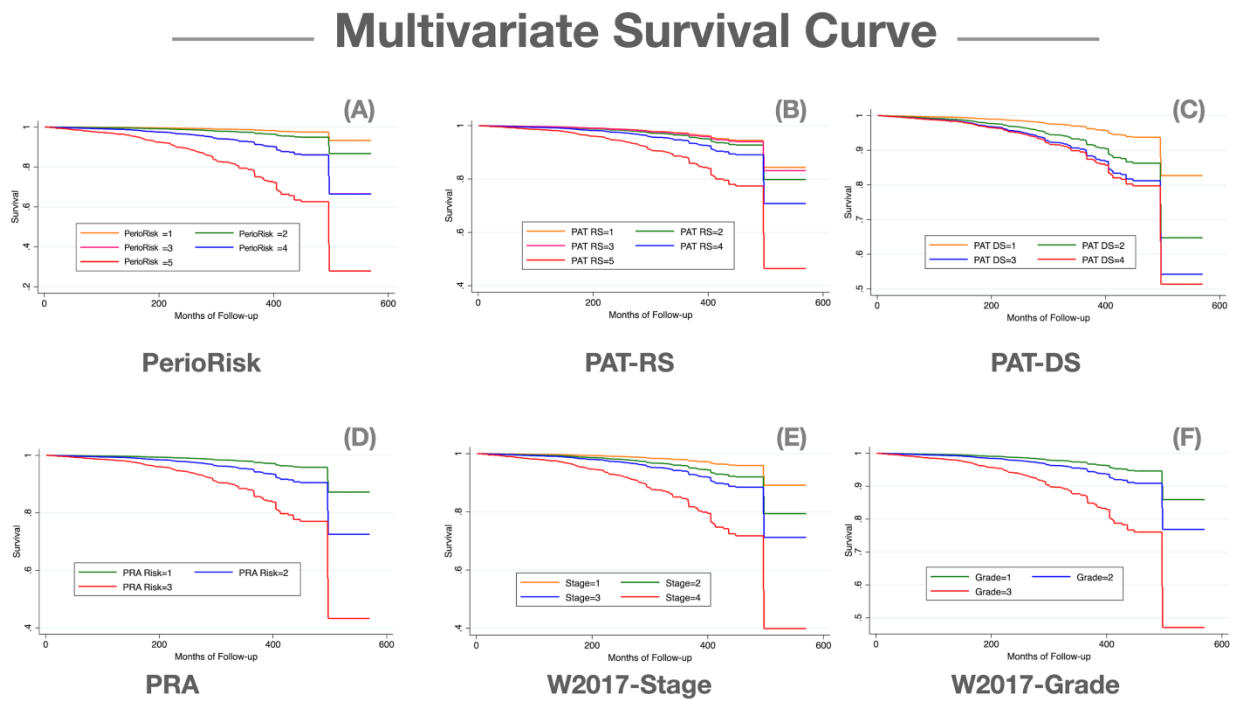 Multivariate Survival Curve
(A)
Survival
1
.8
.6
.4
.2
PerioRisk =1
PerioRisk =2
PerioRisk =3
PerioRisk =4
PerioRisk =5
0
200
400
600
Months of Follow-up
PerioRisk
(B)
Survival
1
.8
.6
.4
PAT RS=1
PAT RS=2
PAT RS=3
PAT RS=4
PAT RS=5
0
200
400
600
Months of Follow-up
PAT-RS
(C)
Survival
1
.9
.8
.7
.6
.5
PAT DS=1
PAT DS=2
PAT DS=3
PAT DS=4
0
200
400
600
Months of Follow-up
PAT-DS
(D)
Survival
1
.8
.6
.4
PRA Risk=1
PRA Risk=2
PRA Risk=3
0
200
400
600
Months of Follow-up
PRA
(E)
Survival
1
.8
.6
.4
Stage=1
Stage=2
Stage=3
Stage=4
0
200
400
600
Months of Follow-up
W2017-Stage
(F)
Survival
1
.9
.8
.7
.6
.5
Grade=1
Grade=2
Grade=3
0
200
400
600
Months of Follow-up
W2017-Grade